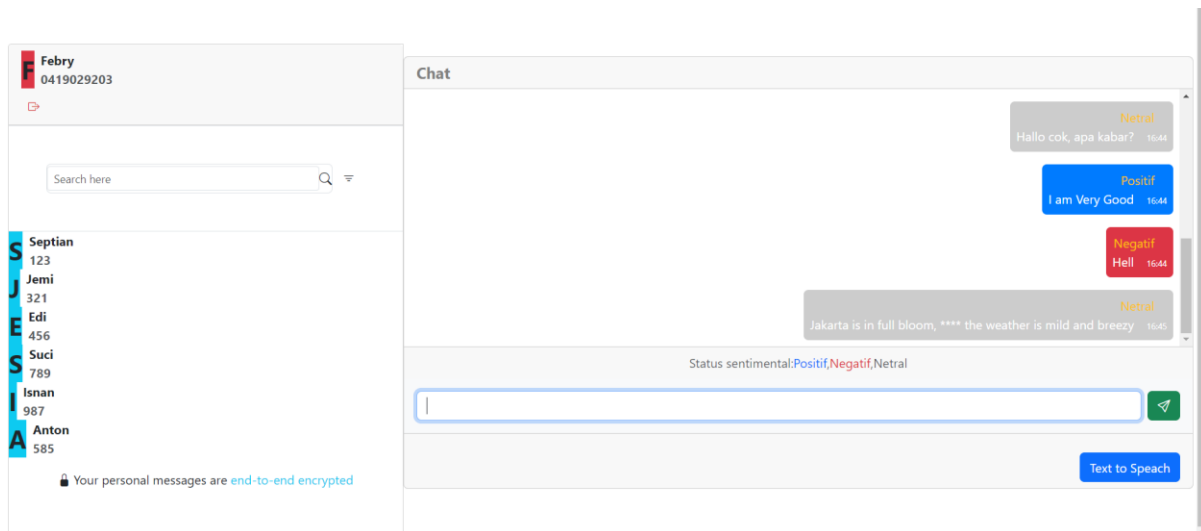 F
Febry
0419029203
Search here
S
Septian
123
J
Jemi
321
E
Edi
456
S
Suci
789
I
Isnan
987
A
Anton
585
Your personal messages are end-to-end encrypted
Chat
Netral
Hallo cok, apa kabar? 16:44
Positif
I am Very Good 16:44
Negatif
Hell 16:44
Netral
Jakarta is in full bloom, **** the weather is mild and breezy 16:45
Status sentimental:Positif,Negatif,Netral
Text to Speach